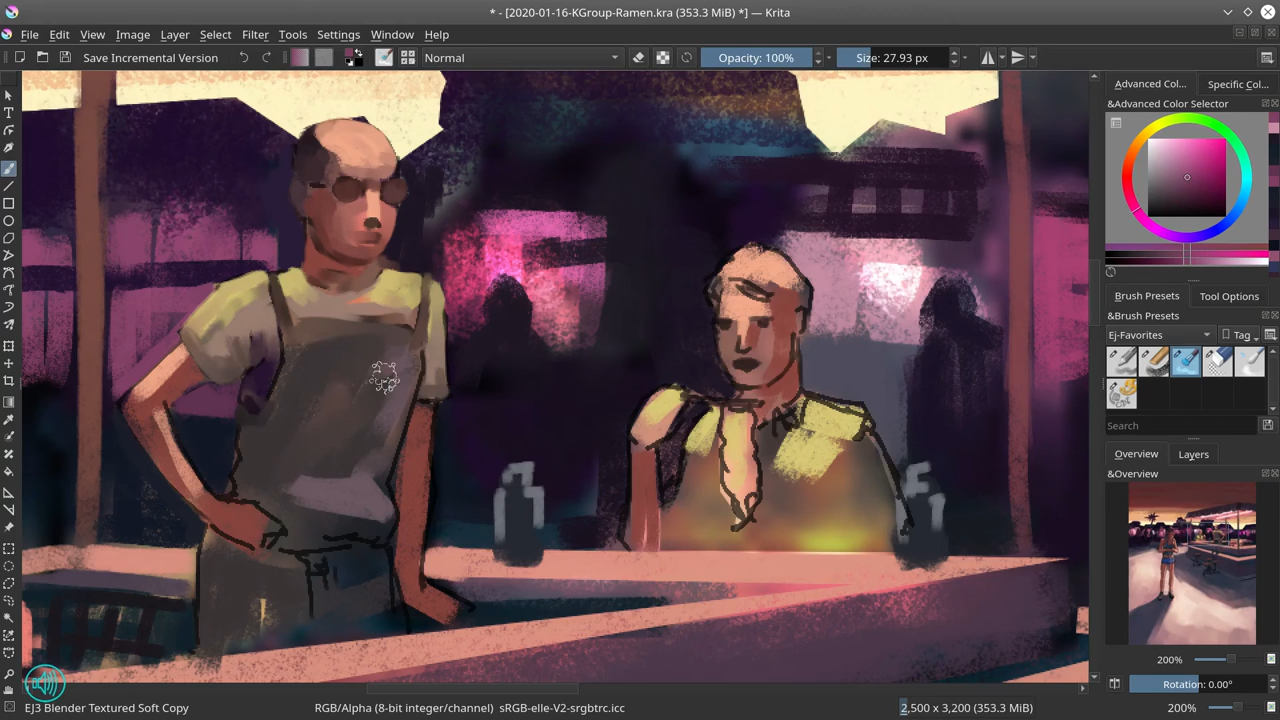 * - [2020-01-16-KGroup-Ramen.kra (353.3 MiB) *] — Krita
File Edit View Image Layer Select Filter Tools Settings Window Help
Save Incremental Version Normal Opacity: 100% Size: 27.93 px
Advanced Col... Specific Col...
&Advanced Color Selector
Brush Presets Tool Options
&Brush Presets
Ej-Favorites Tag
Search
Overview Layers
&Overview
200%
Rotation: 0.00°
EJ3 Blender Textured Soft Copy RGB/Alpha (8-bit integer/channel) sRGB-elle-V2-srgbtrc.icc 2,500 x 3,200 (353.3 MiB) 200%